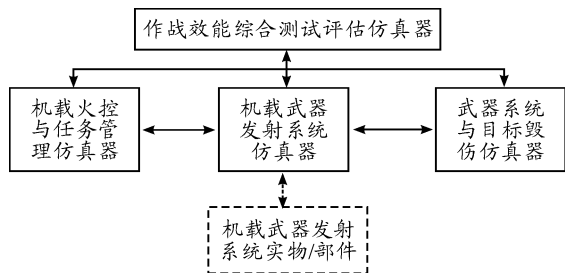 作战效能综合测试评估仿真器
机载火控
与任务管
理仿真器
机载武器
发射系统
仿真器
武器系统
与目标毁
伤仿真器
机载武器发射
系统实物/部件